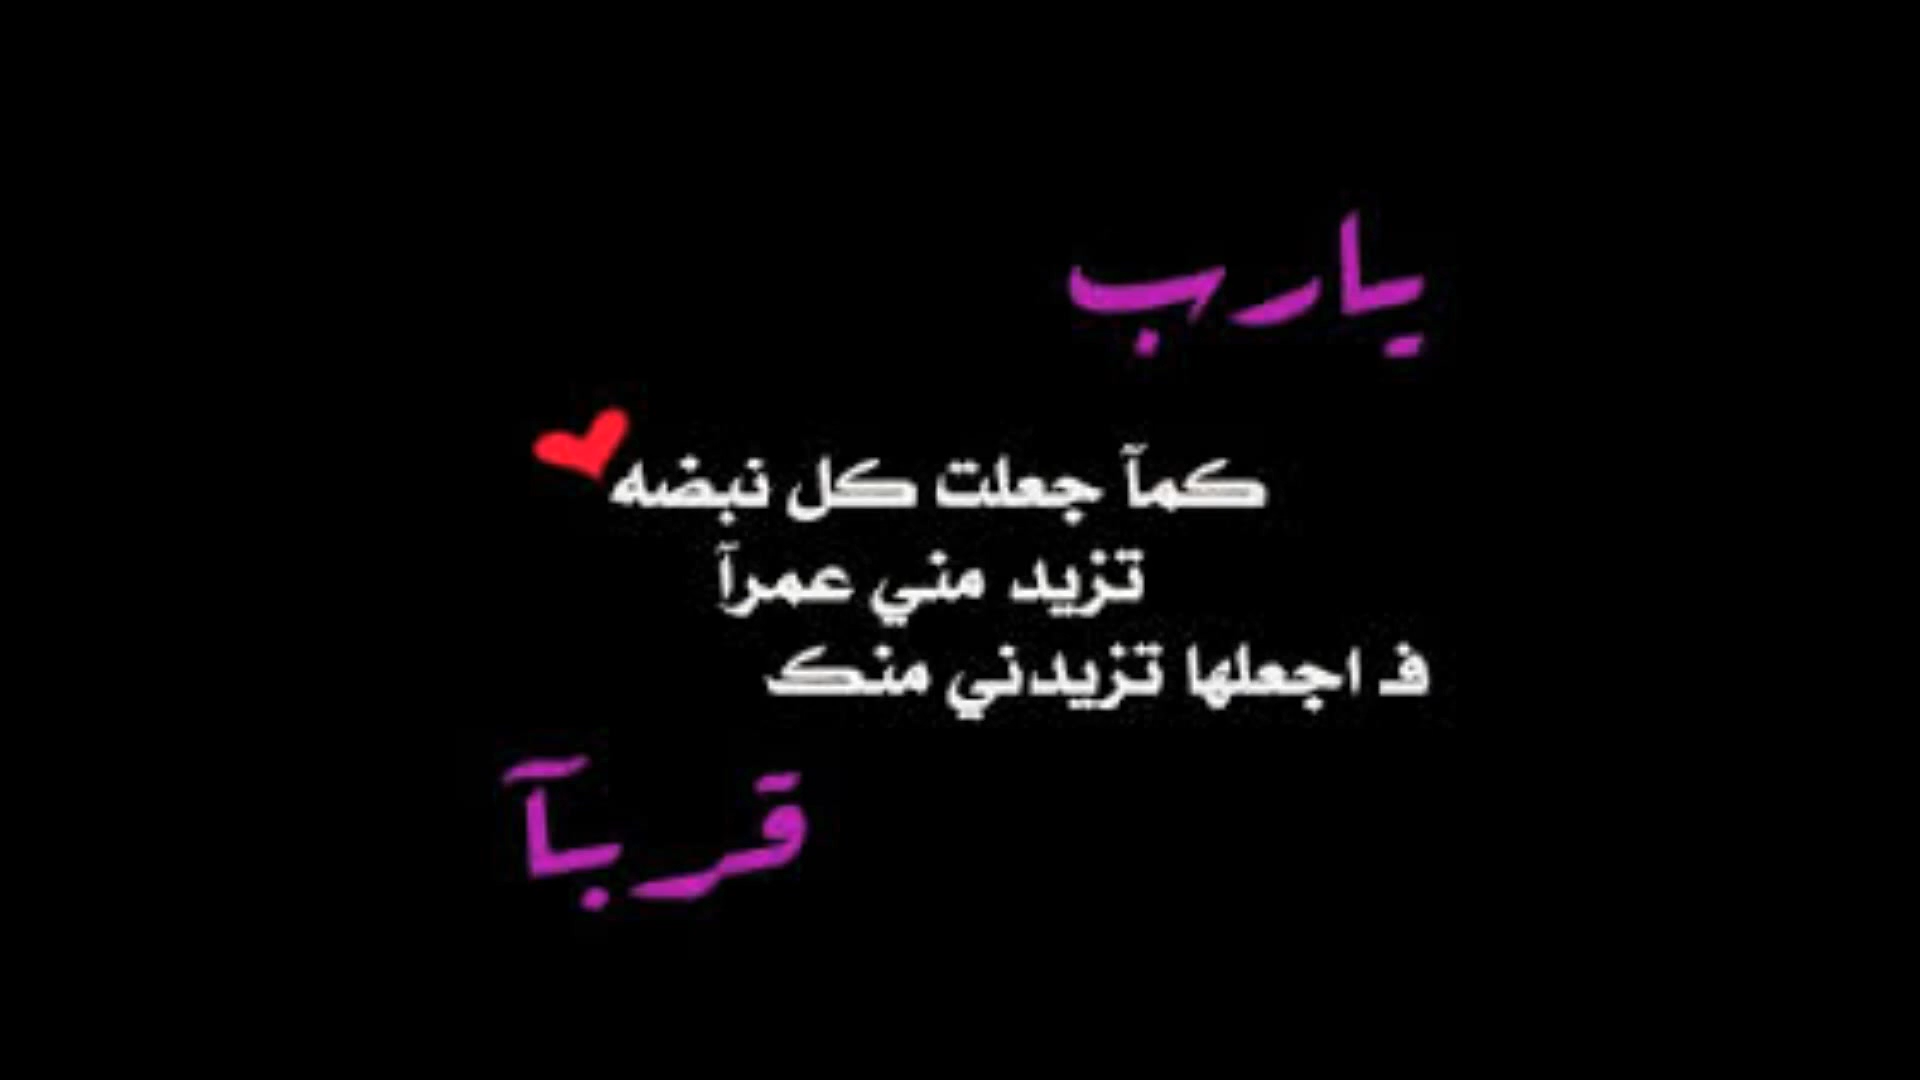 يارب
كمآ جعلت كل نبضه
تزيد مني عمرآ
فـ اجعلها تزيدني منك
قربآ